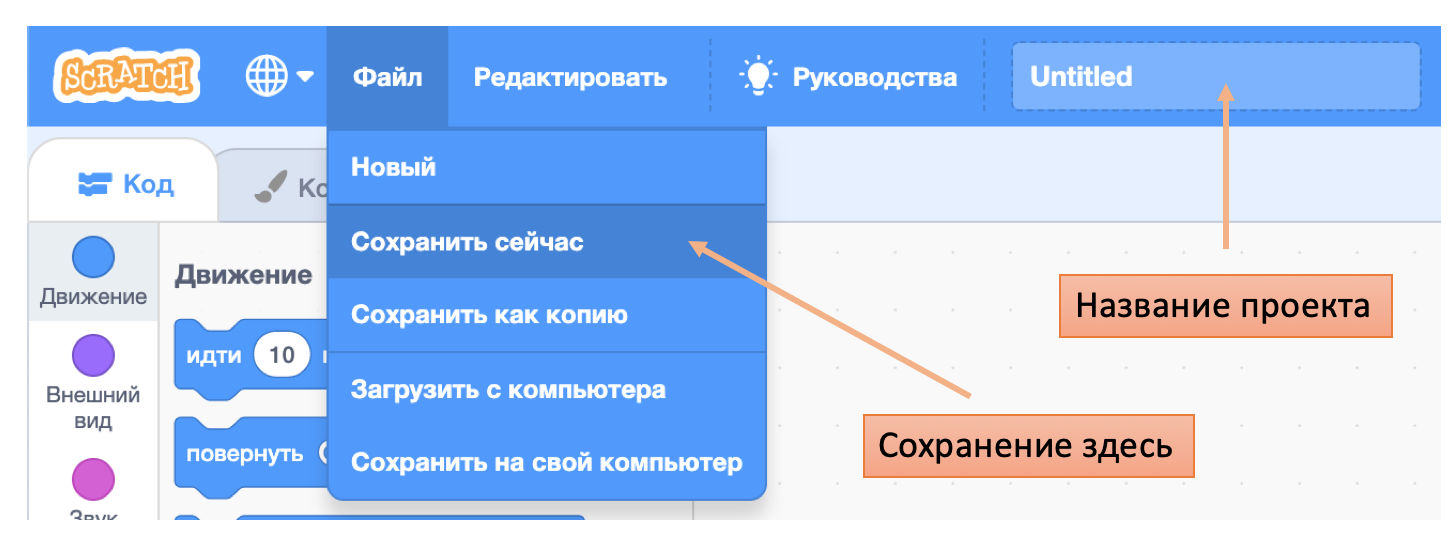 SCRATCH Файл Редактировать Руководства Untitled
Код
Новый
Сохранить сейчас
Сохранить как копию
Загрузить с компьютера
Сохранить на свой компьютер
Движение
Внешний
вид
Звук
Движение
идти 10
повернуть
Название проекта
Сохранение здесь